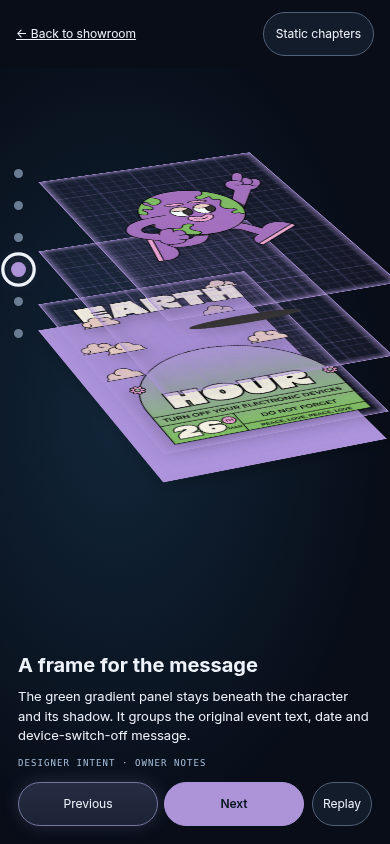 ← Back to showroom
Static chapters
EARTH
HOUR
TURN OFF YOUR ELECTRONIC DEVICES
26
DO NOT FORGET
PEACE, LOVE, PEACE, LOVE
A frame for the message
The green gradient panel stays beneath the character
and its shadow. It groups the original event text, date and
device-switch-off message.
DESIGNER INTENT · OWNER NOTES
Previous
Next
Replay